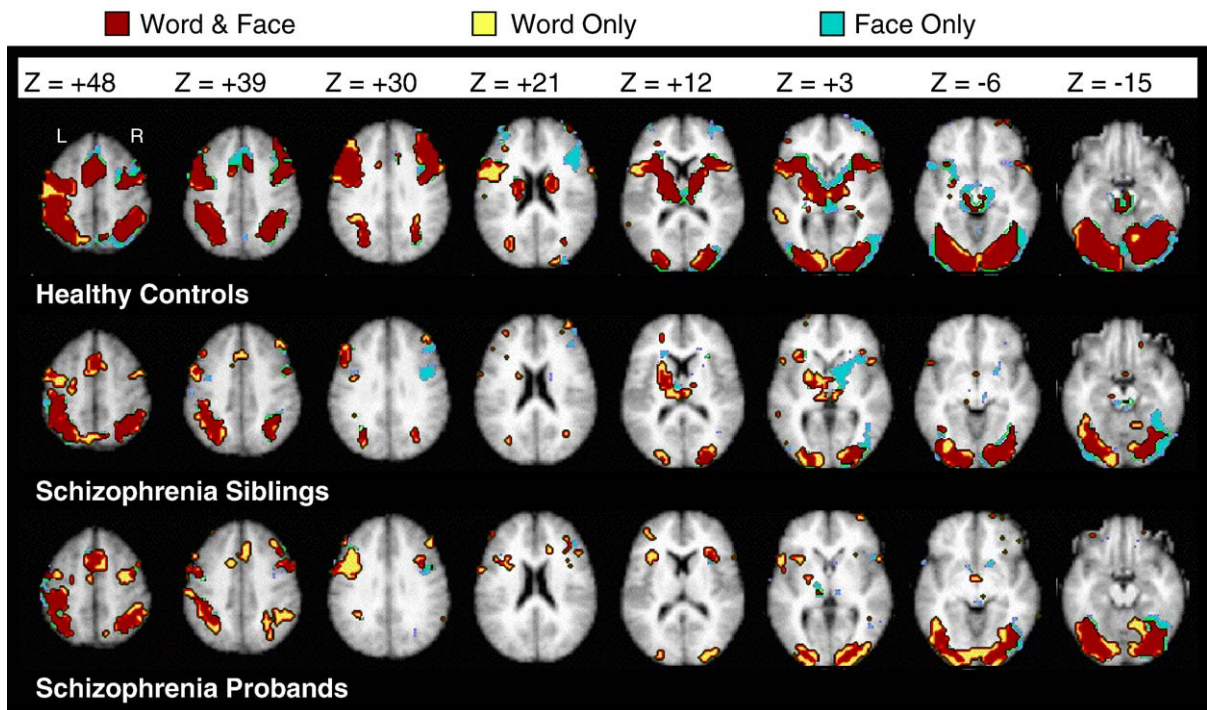 Word & Face Word Only Face Only
Z = +48 Z = +39 Z = +30 Z = +21 Z = +12 Z = +3 Z = -6 Z = -15
L R
Healthy Controls
Schizophrenia Siblings
Schizophrenia Probands